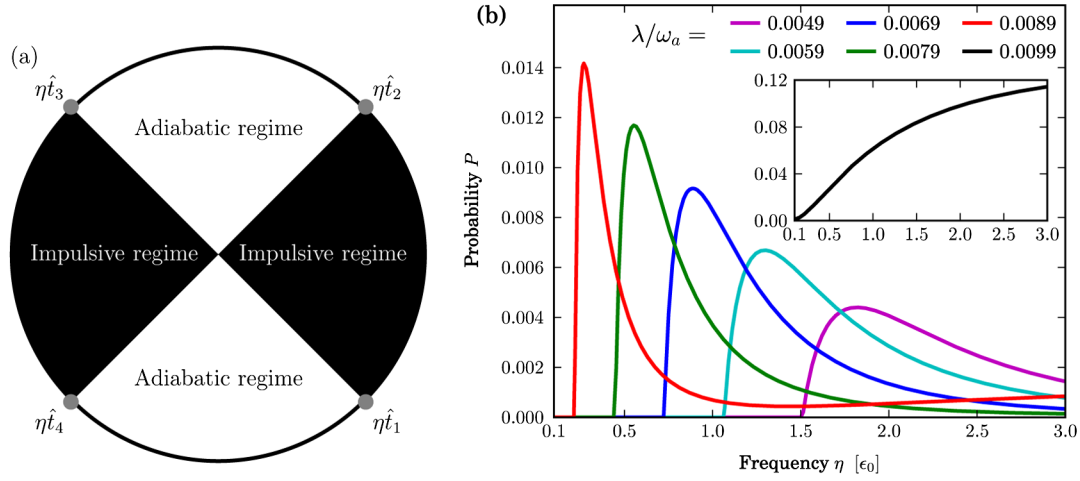 (a)
ηt̂₃
ηt̂₂
Adiabatic regime
Impulsive regime
Impulsive regime
Adiabatic regime
ηt̂₄
ηt̂₁
(b)
λ/ωₐ =
0.0049
0.0069
0.0089
0.0059
0.0079
0.0099
Probability P
0.014
0.012
0.010
0.008
0.006
0.004
0.002
0.000
0.1
0.5
1.0
1.5
2.0
2.5
3.0
Frequency η [ϵ₀]
0.12
0.08
0.04
0.00
0.1
0.5
1.0
1.5
2.0
2.5
3.0